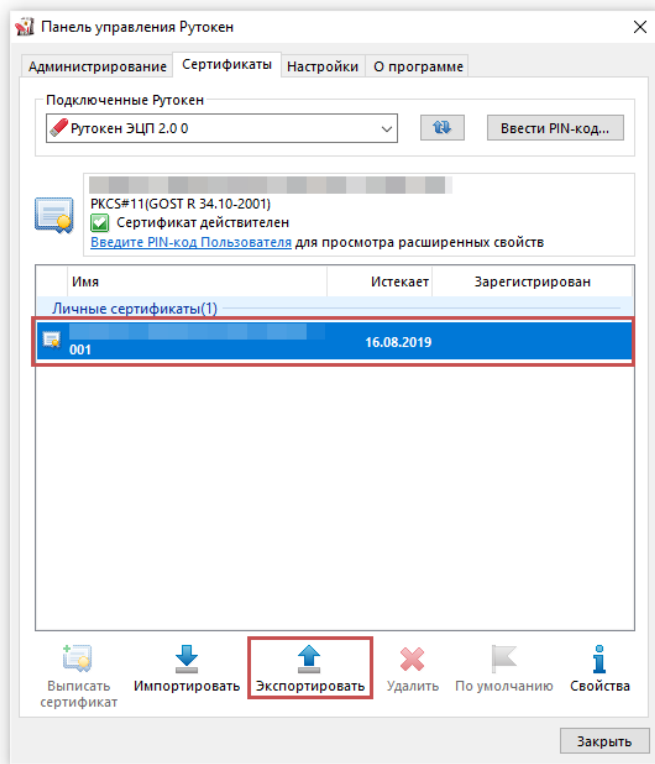 Панель управления Рутокен
Администрирование Сертификаты Настройки О программе
Подключенные Рутокен
Рутокен ЭЦП 2.0 0
Ввести PIN-код...
PKCS#11(GOST R 34.10-2001)
Сертификат действителен
Введите PIN-код Пользователя для просмотра расширенных свойств
Имя Истекает Зарегистрирован
Личные сертификаты(1)
001 16.08.2019
Выписать сертификат
Импортировать
Экспортировать
Удалить
По умолчанию
Свойства
Закрыть